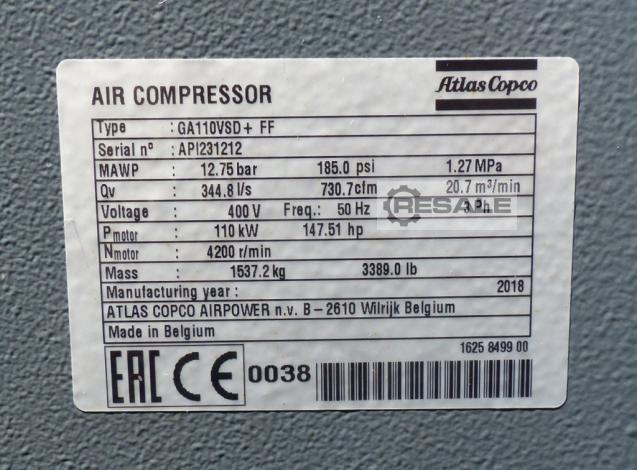 Atlas Copco
AIR COMPRESSOR
Type : GA110VSD+ FF
Serial nº : API231212
MAWP : 12.75 bar 185.0 psi 1.27 MPa
Qv : 344.8 l/s 730.7 cfm 20.7 m³/min
Voltage : 400 V Freq.: 50 Hz 3 Ph
RESALE
Pmotor : 110 kW 147.51 hp
Nmotor : 4200 r/min
Mass : 1537.2 kg 3389.0 lb
Manufacturing year : 2018
ATLAS COPCO AIRPOWER n.v. B-2610 Wilrijk Belgium
Made in Belgium
1625 8499 00
EAC CE 0038